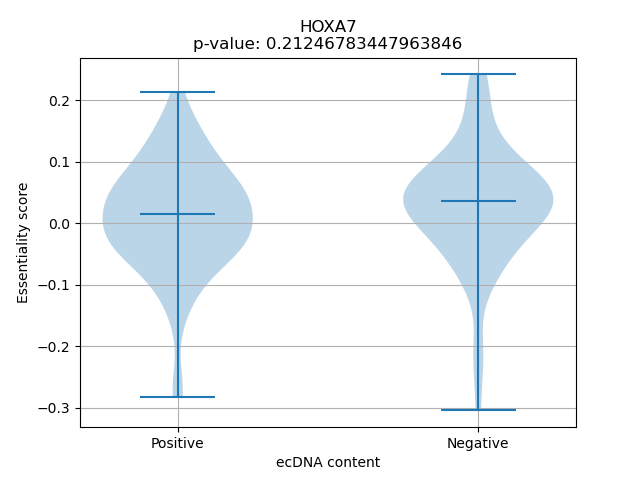 HOXA7
p-value: 0.21246783447963846
Essentiality score
0.2
0.1
0.0
−0.1
−0.2
−0.3
Positive
Negative
ecDNA content